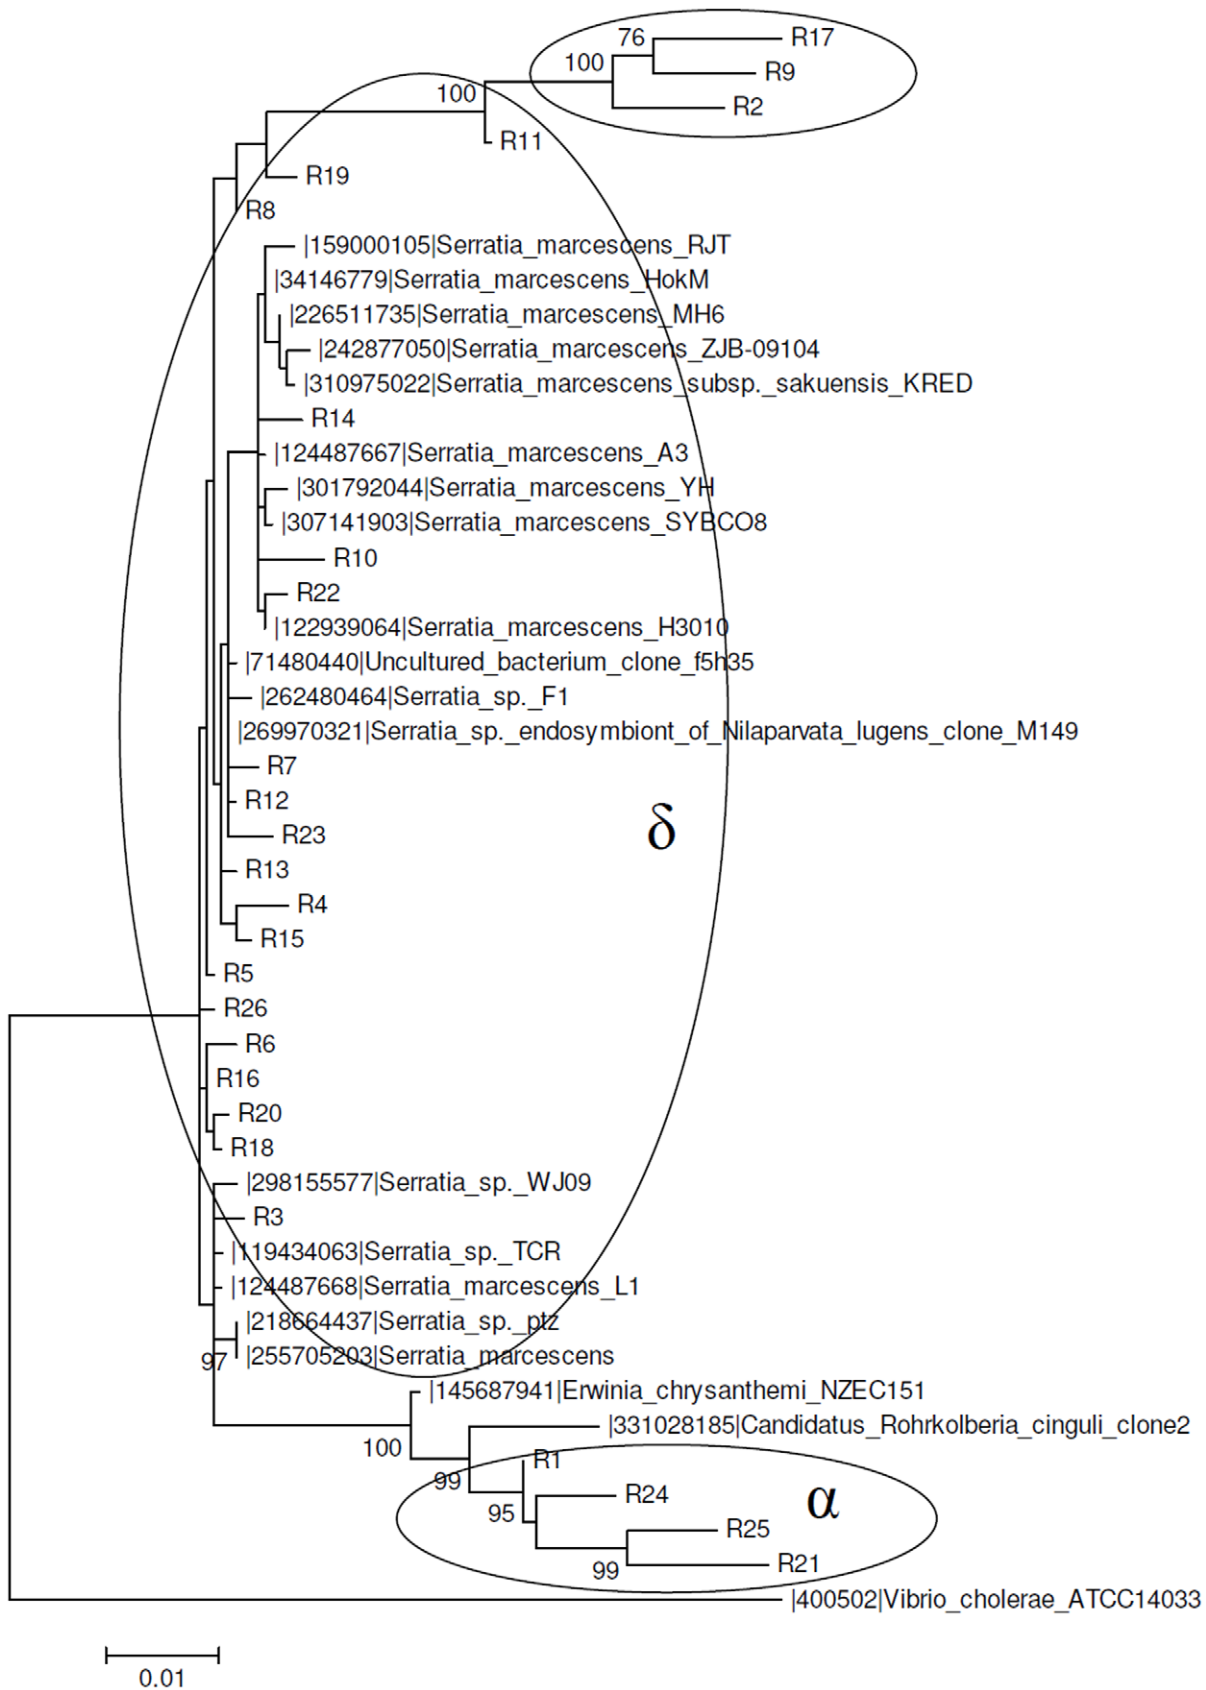 76
R17
100
R9
R2
100
R11
R19
R8
|159000105|Serratia_marcescens_RJT
|34146779|Serratia_marcescens_HokM
|226511735|Serratia_marcescens_MH6
|242877050|Serratia_marcescens_ZJB-09104
|310975022|Serratia_marcescens_subsp._sakuensis_KRED
R14
|124487667|Serratia_marcescens_A3
|301792044|Serratia_marcescens_YH
|307141903|Serratia_marcescens_SYBCO8
R10
R22
|122939064|Serratia_marcescens_H3010
|71480440|Uncultured_bacterium_clone_f5h35
|262480464|Serratia_sp._F1
|269970321|Serratia_sp._endosymbiont_of_Nilaparvata_lugens_clone_M149
R7
R12
δ
R23
R13
R4
R15
R5
R26
R6
R16
R20
R18
|298155577|Serratia_sp._WJ09
R3
|119434063|Serratia_sp._TCR
|124487668|Serratia_marcescens_L1
|218664437|Serratia_sp._ptz
97
|255705203|Serratia_marcescens
|145687941|Erwinia_chrysanthemi_NZEC151
|331028185|Candidatus_Rohrkolberia_cinguli_clone2
100
R1
99
R24
α
95
R25
99
R21
|400502|Vibrio_cholerae_ATCC14033
0.01